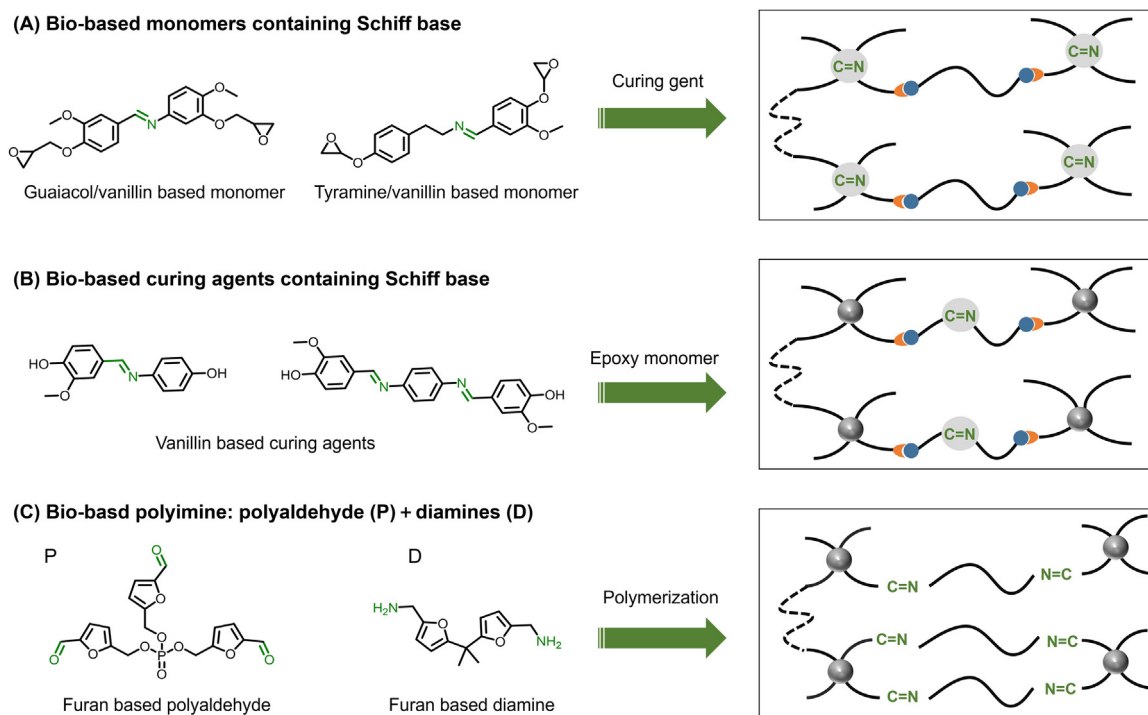 (A) Bio-based monomers containing Schiff base
O
O
N
O
O
O
O
Guaiacol/vanillin based monomer
O
O
N
O
O
O
Tyramine/vanillin based monomer
Curing gent
C=N
C=N
C=N
C=N
(B) Bio-based curing agents containing Schiff base
HO
O
N
OH
O
HO
N
N
OH
O
Vanillin based curing agents
Epoxy monomer
C=N
C=N
(C) Bio-basd polyimine: polyaldehyde (P) + diamines (D)
P
O
O
O
O
O
O
P
O
O
O
O
Furan based polyaldehyde
D
H2N
O
O
NH2
Furan based diamine
Polymerization
C=N
N=C
C=N
N=C
C=N
N=C